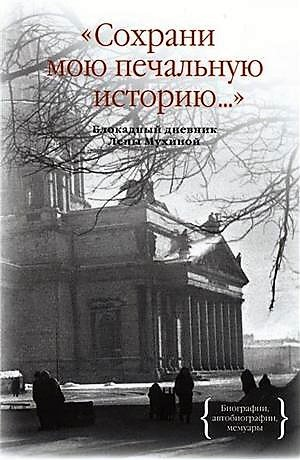 «Сохрани
мою печальную
историю...»
Блокадный дневник
Лены Мухиной
Биографии,
автобиографии,
мемуары